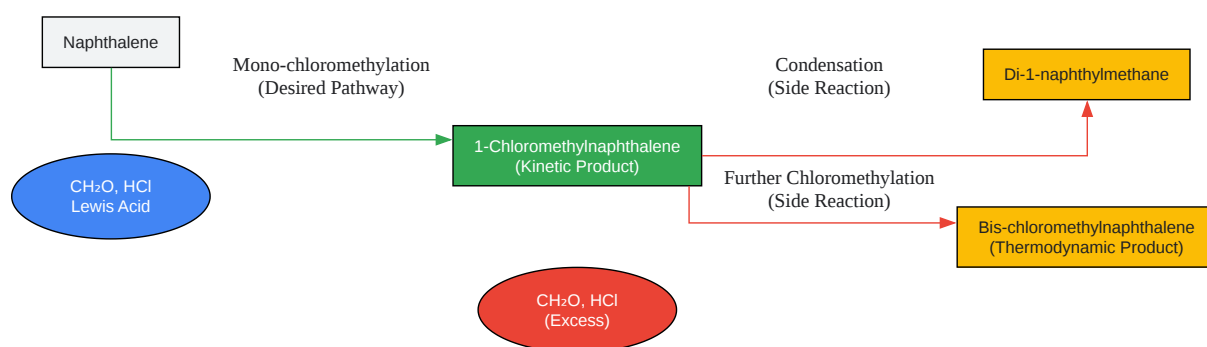 Naphthalene
Mono-chloromethylation
(Desired Pathway)
Condensation
(Side Reaction)
Di-1-naphthylmethane
1-Chloromethylnaphthalene
(Kinetic Product)
CH₂O, HCl
Lewis Acid
Further Chloromethylation
(Side Reaction)
Bis-chloromethylnaphthalene
(Thermodynamic Product)
CH₂O, HCl
(Excess)